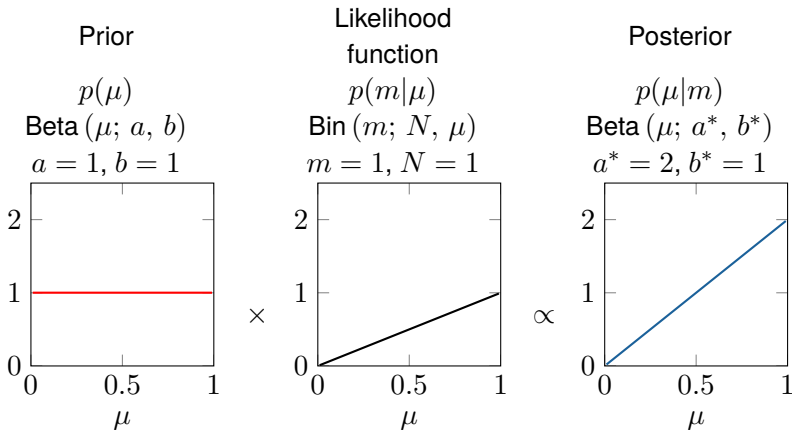 Prior
p(μ)
Beta (μ; a, b)
a = 1, b = 1
2
1
0
0 0.5 1
μ
×
Likelihood
function
p(m|μ)
Bin (m; N, μ)
m = 1, N = 1
2
1
0
0 0.5 1
μ
∝
Posterior
p(μ|m)
Beta (μ; a*, b*)
a* = 2, b* = 1
2
1
0
0 0.5 1
μ